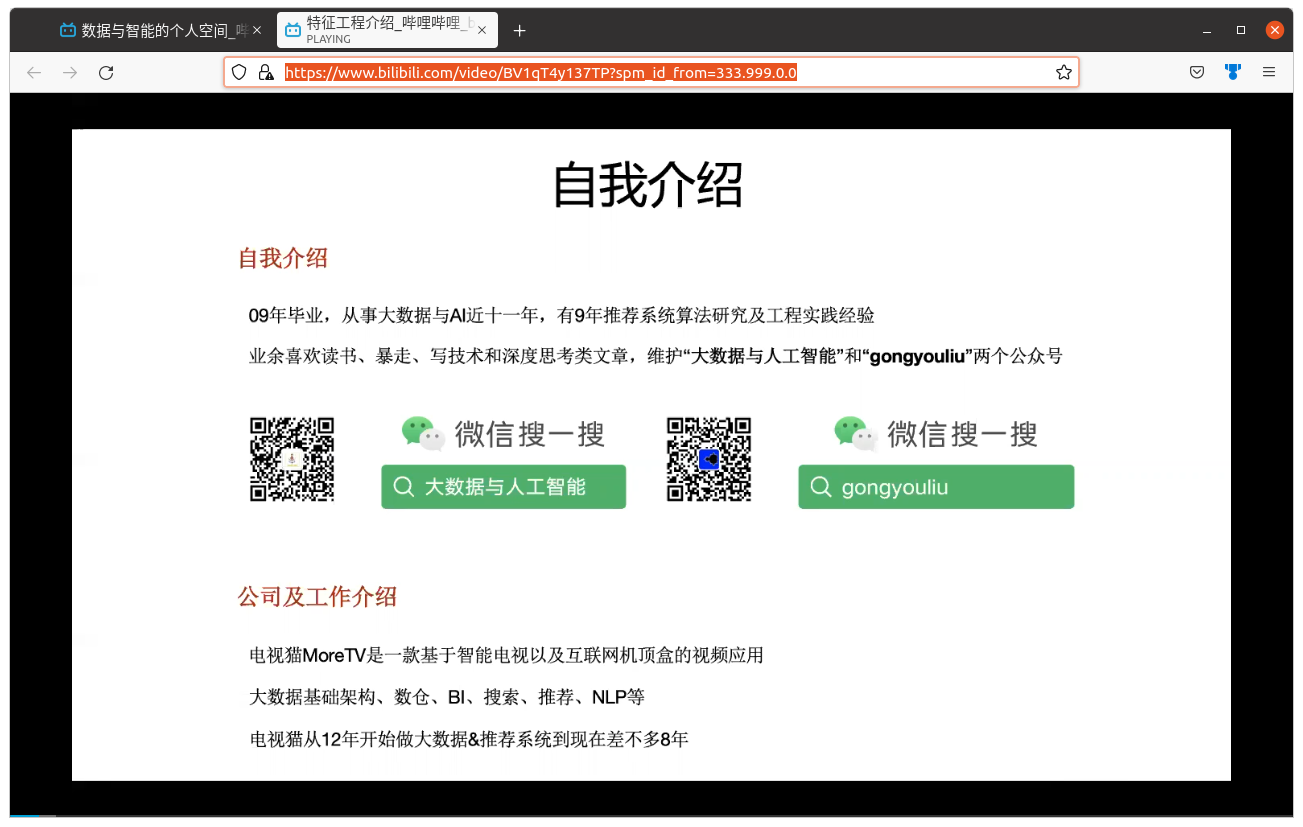 数据与智能的个人空间_哔
特征工程介绍_哔哩哔哩_b
PLAYING
https://www.bilibili.com/video/BV1qT4y137TP?spm_id_from=333.999.0.0
自我介绍
自我介绍
09年毕业，从事大数据与AI近十一年，有9年推荐系统算法研究及工程实践经验
业余喜欢读书、暴走、写技术和深度思考类文章，维护“大数据与人工智能”和“gongyouliu”两个公众号
微信搜一搜
大数据与人工智能
微信搜一搜
gongyouliu
公司及工作介绍
电视猫MoreTV是一款基于智能电视以及互联网机顶盒的视频应用
大数据基础架构、数仓、BI、搜索、推荐、NLP等
电视猫从12年开始做大数据&推荐系统到现在差不多8年